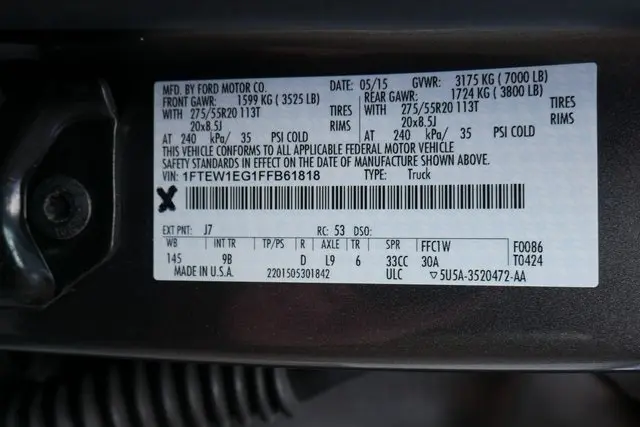 MFD. BY FORD MOTOR CO. DATE: 05/15 GVWR: 3175 KG (7000 LB)
FRONT GAWR: 1599 KG (3525 LB) REAR GAWR: 1724 KG (3800 LB)
WITH 275/55R20 113T TIRES WITH 275/55R20 113T TIRES
20x8.5J RIMS 20x8.5J RIMS
AT 240 kPa/ 35 PSI COLD AT 240 kPa/ 35 PSI COLD
THIS VEHICLE CONFORMS TO ALL APPLICABLE FEDERAL MOTOR VEHICLE
SAFETY STANDARDS IN EFFECT ON THE DATE OF MANUFACTURE SHOWN ABOVE.
VIN: 1FTEW1EG1FFB61818 TYPE: Truck
EXT PNT: J7 RC: 53 DSO:
WB INT TR TP/PS R AXLE TR SPR FFC1W F0086
145 9B D L9 6 33CC 30A T0424
MADE IN U.S.A. 2201505301842 ULC ▽5U5A-3520472-AA